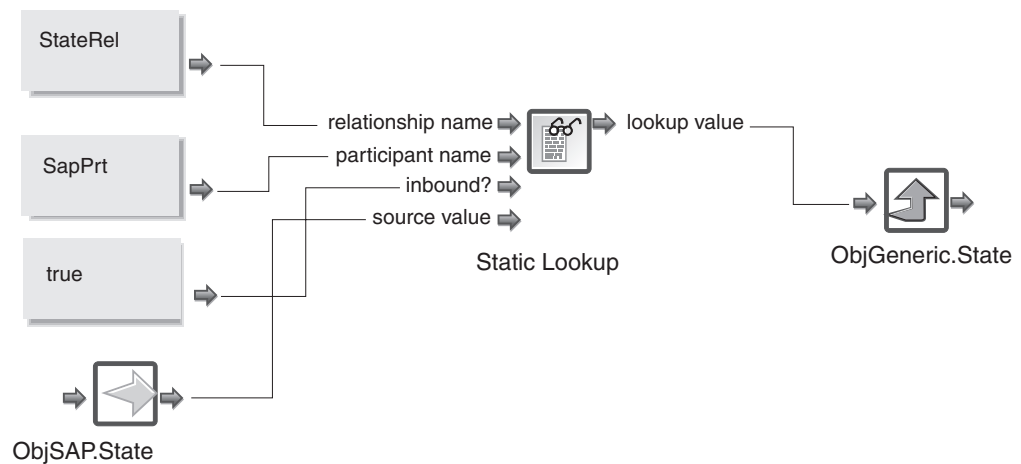 StateRel
relationship name
lookup value
participant name
SapPrt
inbound?
source value
ObjGeneric.State
Static Lookup
true
ObjSAP.State